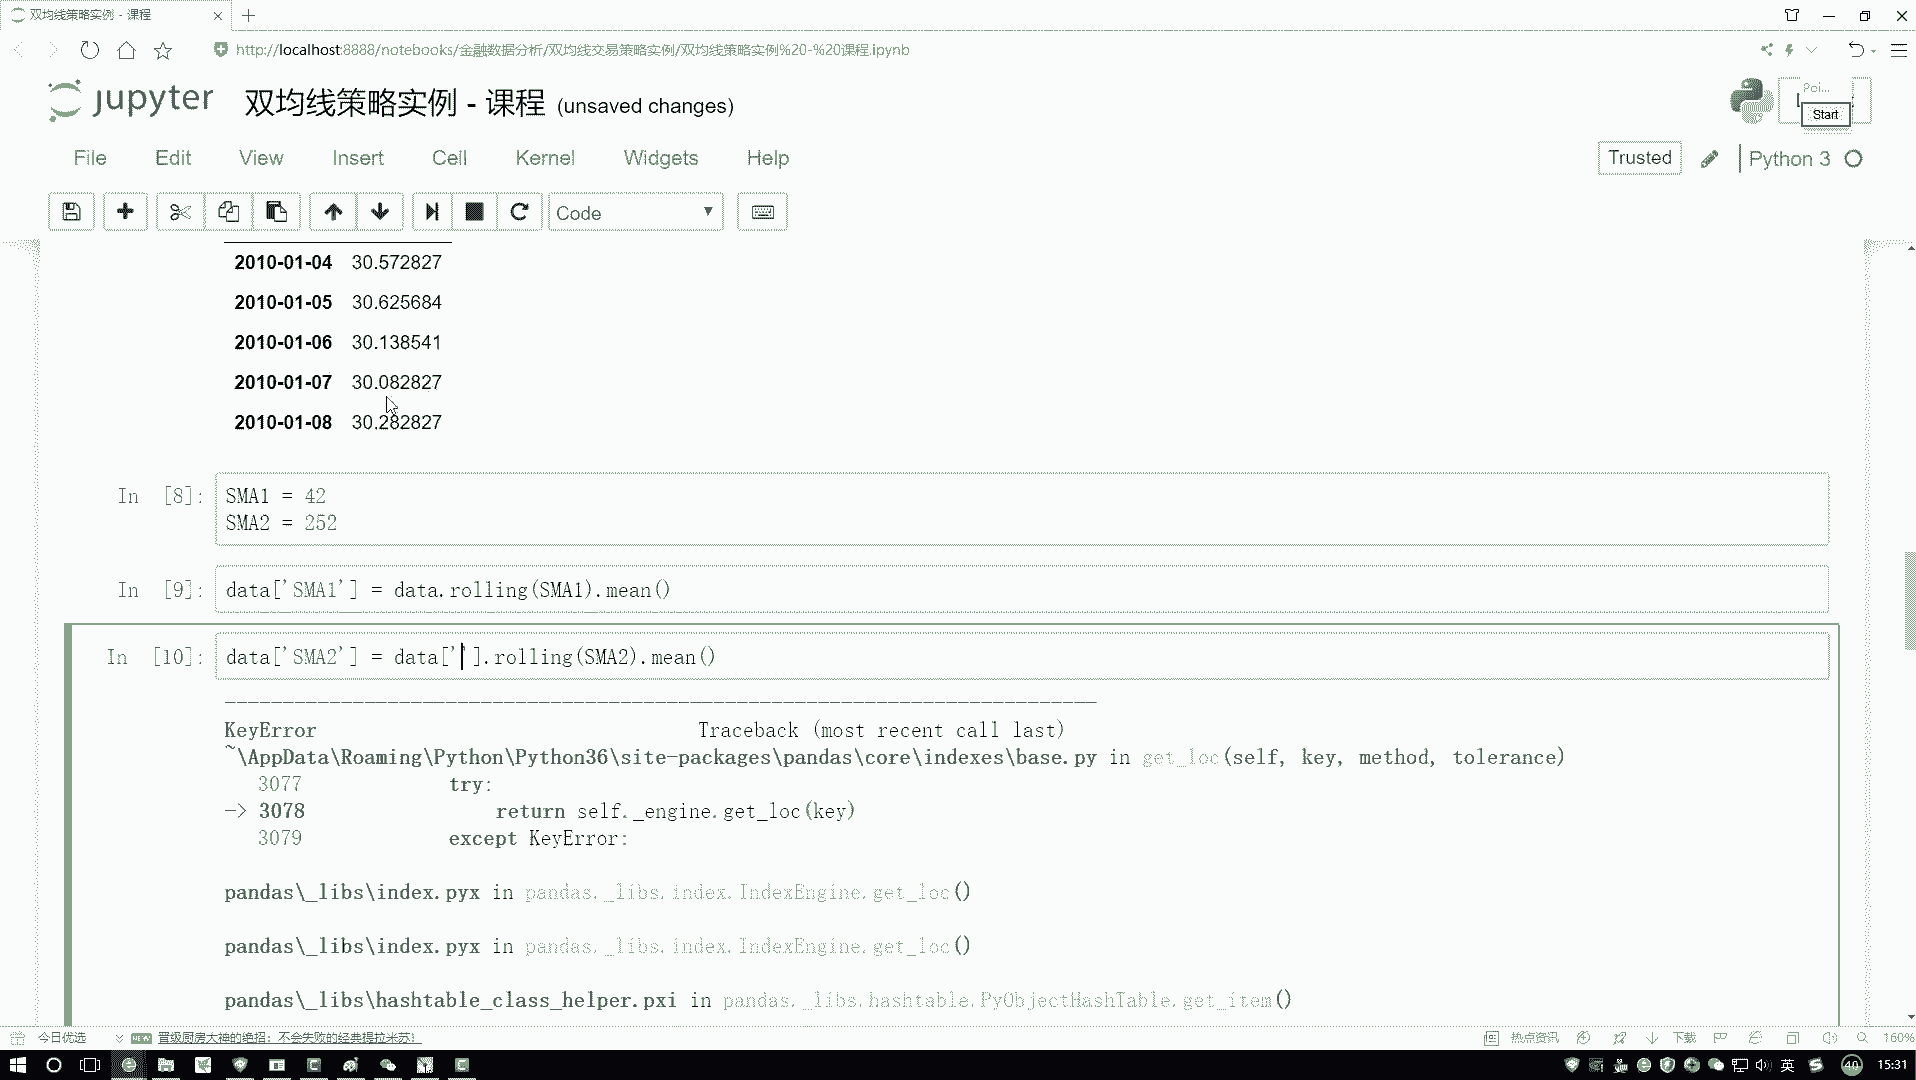 双均线策略实例 - 课程
http://localhost:8888/notebooks/金融数据分析/双均线交易策略实例/双均线策略实例%20-%20课程.ipynb
jupyter 双均线策略实例 - 课程 (unsaved changes)
Poi...
Start
File Edit View Insert Cell Kernel Widgets Help
Trusted
Python 3
Code
2010-01-04 30.572827
2010-01-05 30.625684
2010-01-06 30.138541
2010-01-07 30.082827
2010-01-08 30.282827
In [8]: SMA1 = 42
SMA2 = 252
In [9]: data['SMA1'] = data.rolling(SMA1).mean()
In [10]: data['SMA2'] = data[''].rolling(SMA2).mean()
---------------------------------------------------------------------------
KeyError Traceback (most recent call last)
~\AppData\Roaming\Python\Python36\site-packages\pandas\core\indexes\base.py in get_loc(self, key, method, tolerance)
3077 try:
-> 3078 return self._engine.get_loc(key)
3079 except KeyError:
pandas\_libs\index.pyx in pandas._libs.index.IndexEngine.get_loc()
pandas\_libs\index.pyx in pandas._libs.index.IndexEngine.get_loc()
pandas\_libs\hashtable_class_helper.pxi in pandas._libs.hashtable.PyObjectHashTable.get_item()
今日优选 NEW 晋级厨房大神的绝招：不会失败的经典提拉米苏！ 热点资讯 下载 160%
英 40 15:31